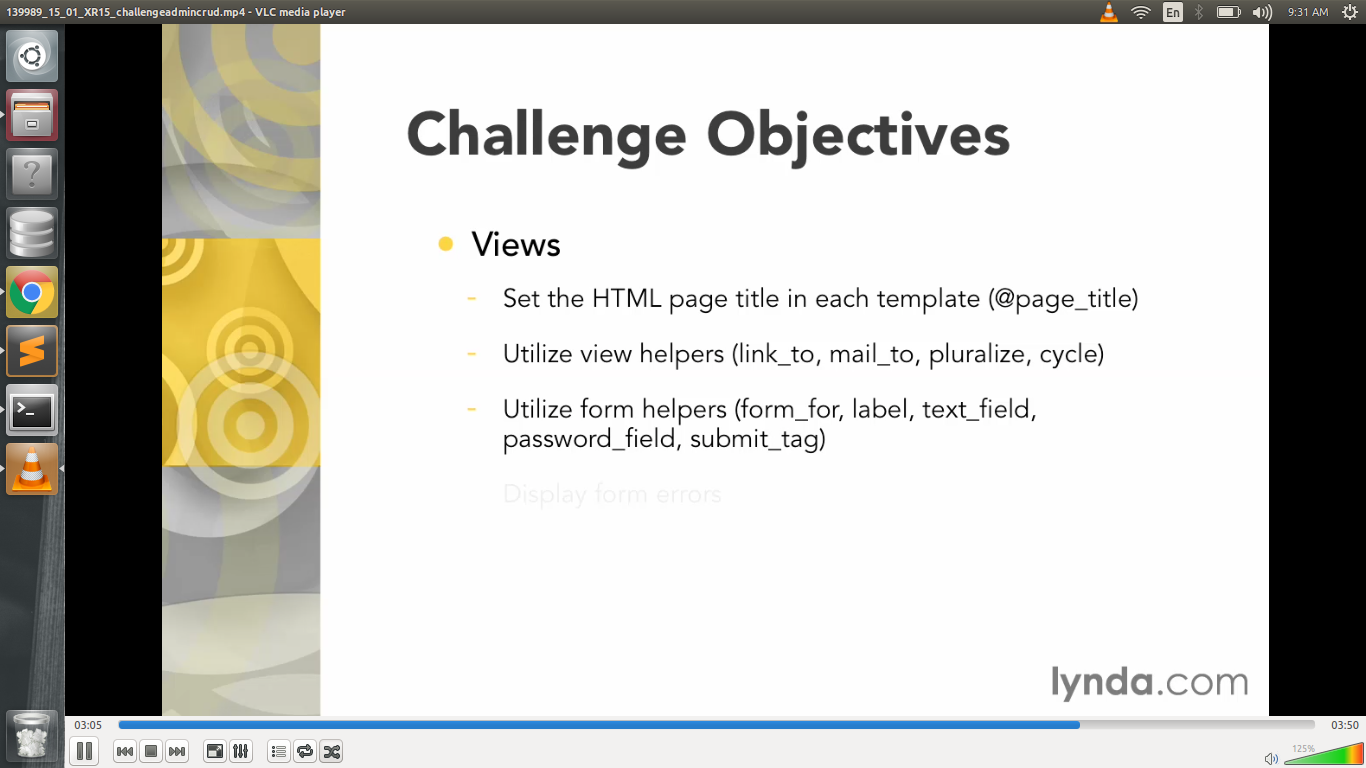 139989_15_01_XR15_challengeadmincrud.mp4 - VLC media player
En
9:31 AM
Challenge Objectives
Views
- Set the HTML page title in each template (@page_title)
- Utilize view helpers (link_to, mail_to, pluralize, cycle)
- Utilize form helpers (form_for, label, text_field,
password_field, submit_tag)
Display form errors
lynda.com
03:05
03:50
125%